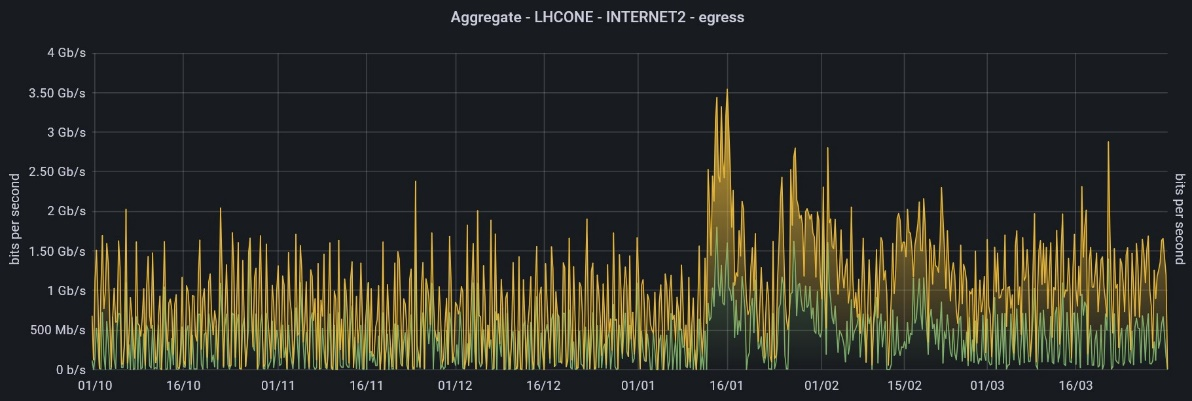 Aggregate - LHCONE - INTERNET2 - egress
4 Gb/s
3.50 Gb/s
3 Gb/s
2.50 Gb/s
2 Gb/s
1.50 Gb/s
1 Gb/s
500 Mb/s
0 b/s
bits per second
bits per second
01/10 16/10 01/11 16/11 01/12 16/12 01/01 16/01 01/02 15/02 01/03 16/03